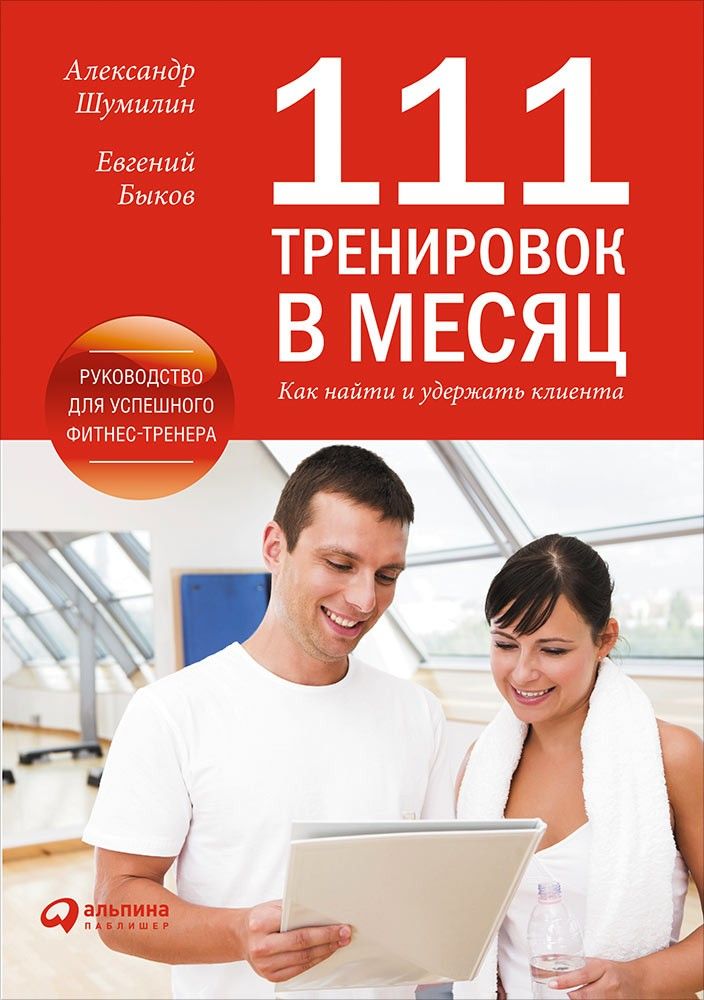 Александр
Шумилин
Евгений
Быков
111
ТРЕНИРОВОК
В МЕСЯЦ
Как найти и удержать клиента
РУКОВОДСТВО
ДЛЯ УСПЕШНОГО
ФИТНЕС-ТРЕНЕРА
альпина
ПАБЛИШЕР